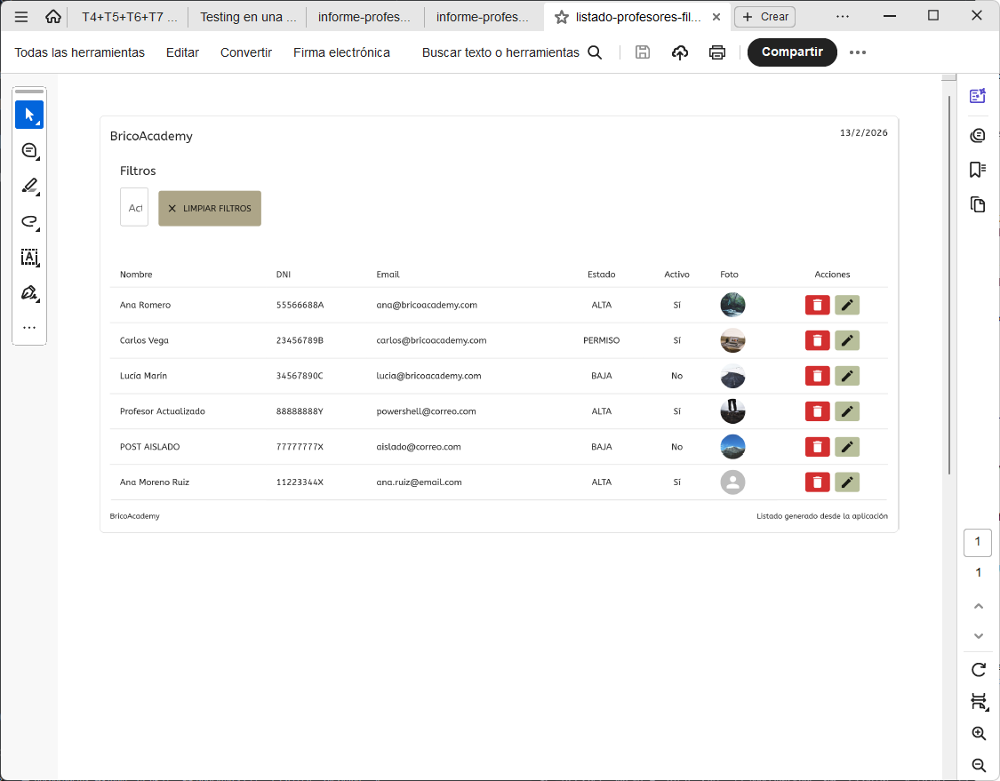 T4+T5+T6+T7 ... Testing en una ... informe-profes... informe-profes... listado-profesores-fil... Crear
Todas las herramientas Editar Convertir Firma electrónica Buscar texto o herramientas Compartir
BricoAcademy 13/2/2026
Filtros
Act LIMPIAR FILTROS
Nombre DNI Email Estado Activo Foto Acciones
Ana Romero 55566688A ana@bricoacademy.com ALTA Sí
Carlos Vega 23456789B carlos@bricoacademy.com PERMISO Sí
Lucía Marín 34567890C lucia@bricoacademy.com BAJA No
Profesor Actualizado 88888888Y powershell@correo.com ALTA Sí
POST AISLADO 77777777X aislado@correo.com BAJA No
Ana Moreno Ruiz 11223344X ana.ruiz@email.com ALTA Sí
BricoAcademy Listado generado desde la aplicación
1
1